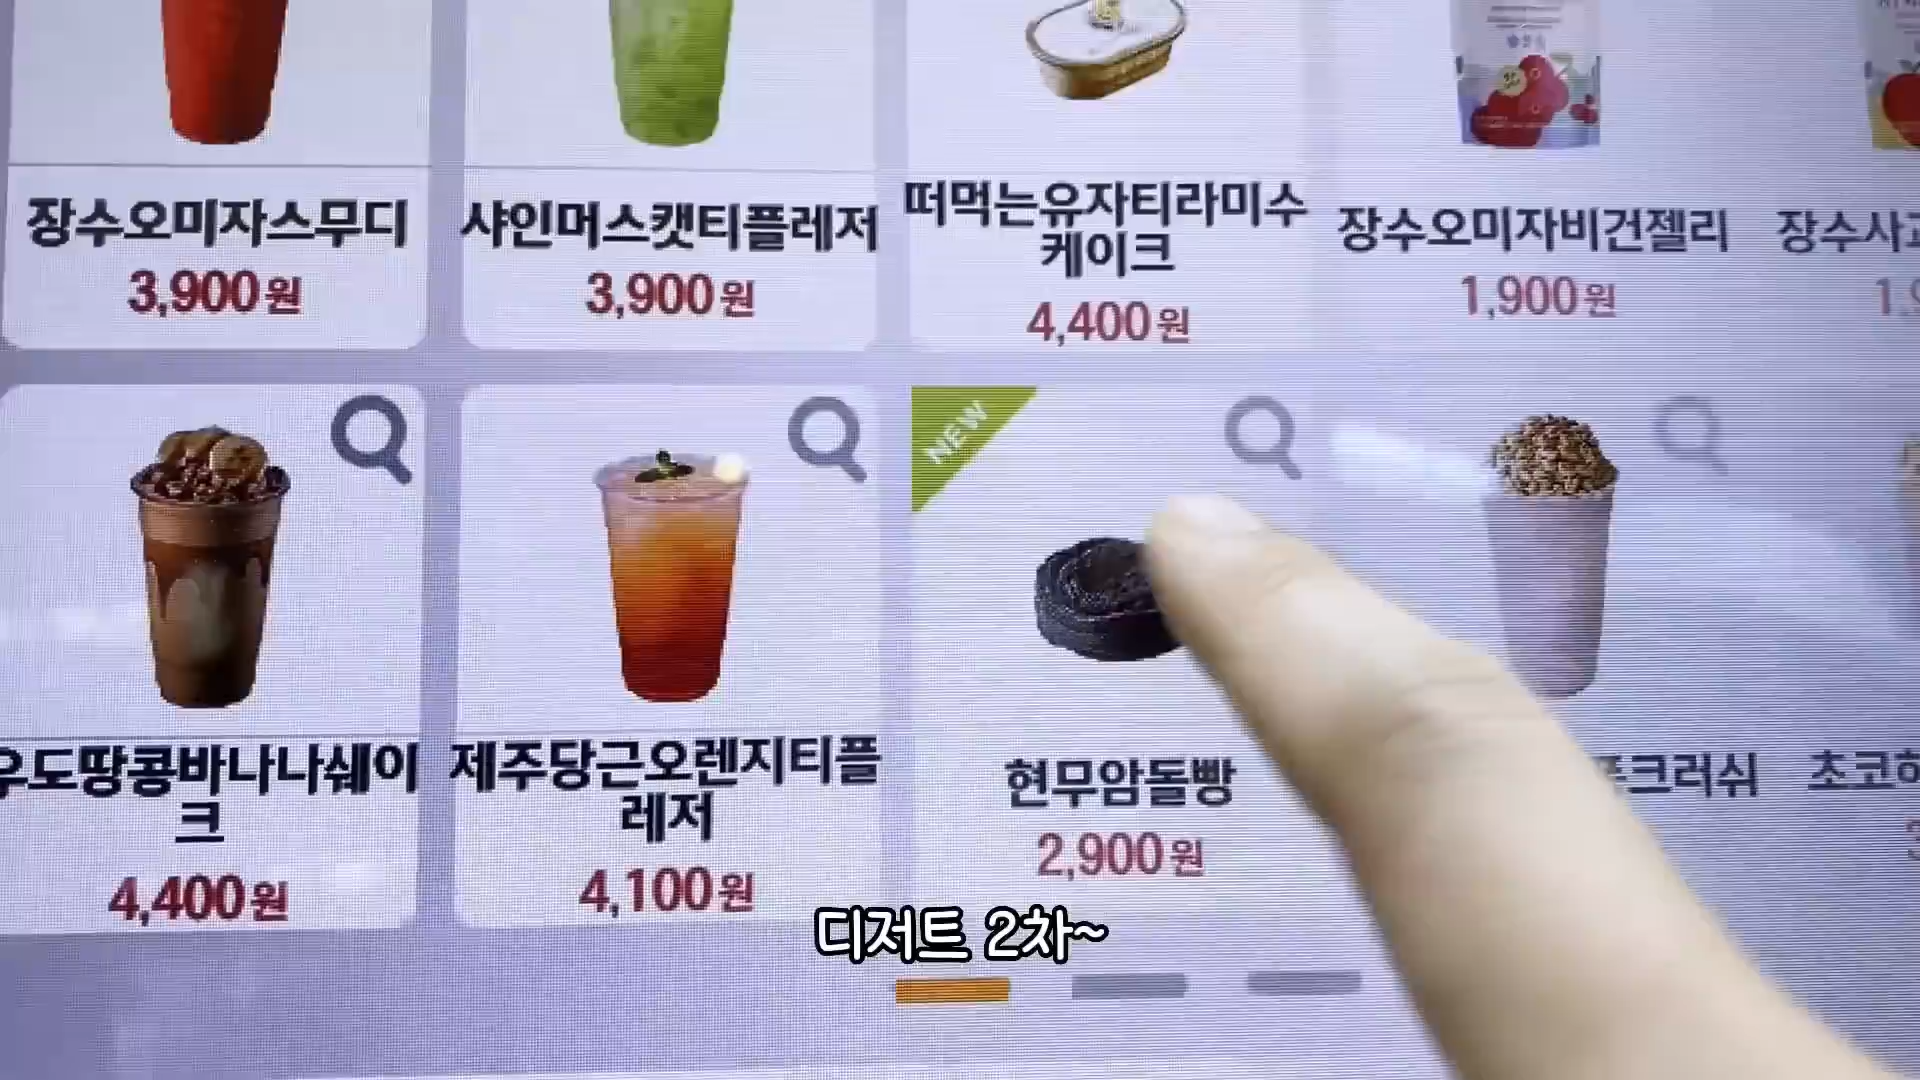 장수오미자스무디
3,900원
샤인머스캣티플레저
3,900원
떠먹는유자티라미수
케이크
4,400원
장수오미자비건젤리
1,900원
NEW
우도땅콩바나나쉐이
크
4,400원
제주당근오렌지티플
레저
4,100원
현무암돌빵
2,900원
크러쉬
디저트 2차~